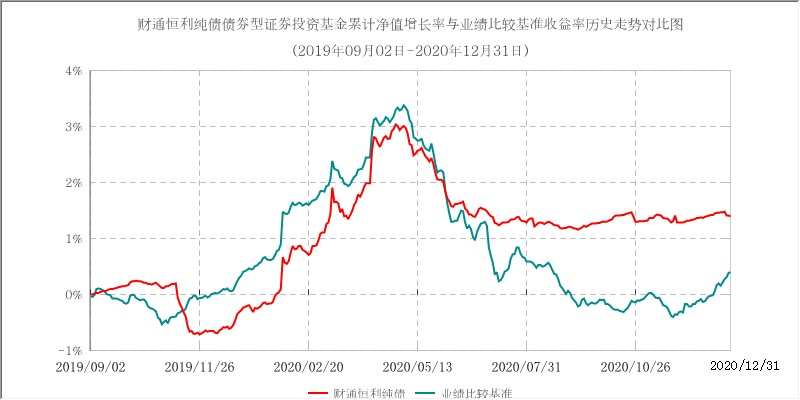 财通恒利纯债债券型证券投资基金累计净值增长率与业绩比较基准收益率历史走势对比图
(2019年09月02日-2020年12月31日)
4%
3%
2%
1%
0%
-1%
2019/09/02 2019/11/26 2020/02/20 2020/05/13 2020/07/31 2020/10/26 2020/12/31
财通恒利纯债 业绩比较基准